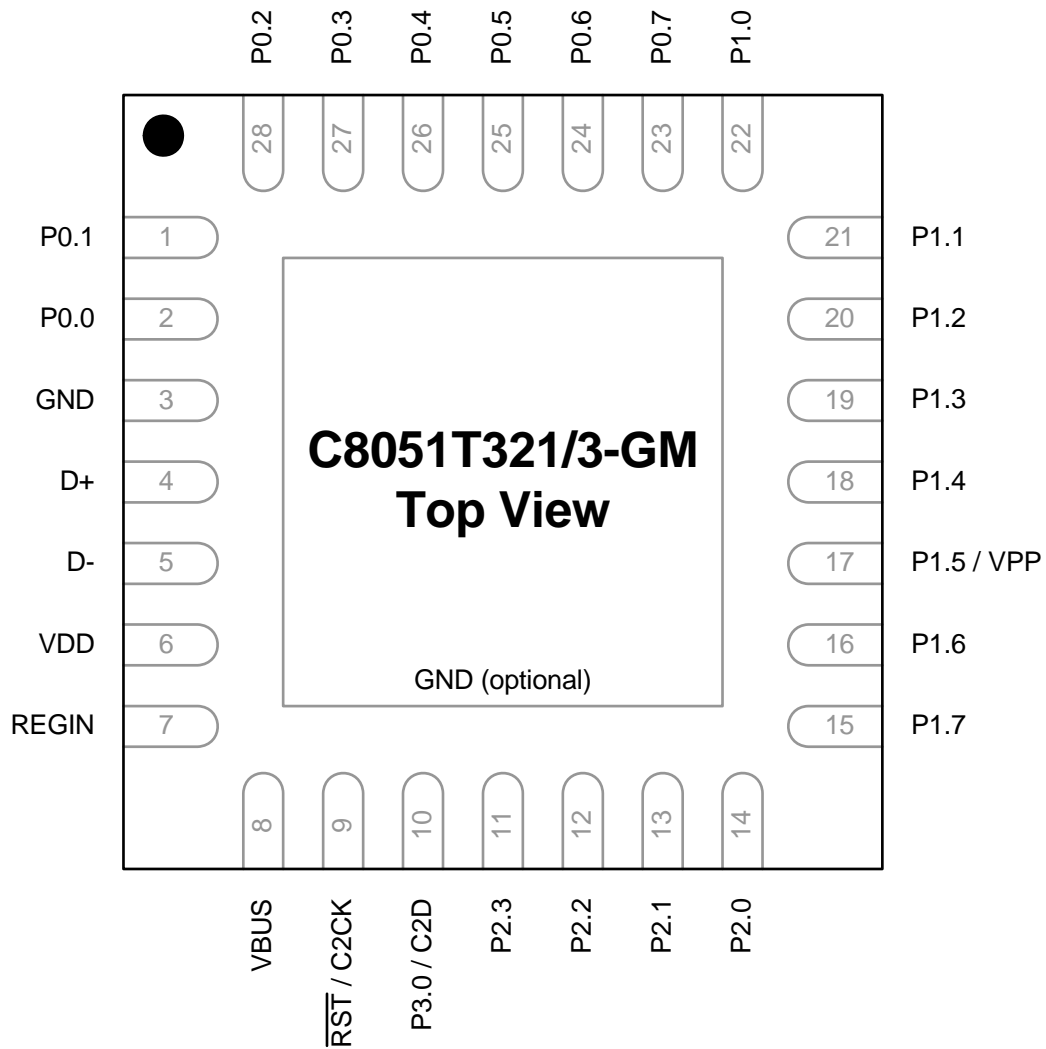 P0.2
P0.3
P0.4
P0.5
P0.6
P0.7
P1.0
28
27
26
25
24
23
22
P0.1
1
21
P1.1
P0.0
2
20
P1.2
GND
3
19
P1.3
C8051T321/3-GM
Top View
D+
4
18
P1.4
D-
5
17
P1.5 / VPP
VDD
6
16
P1.6
GND (optional)
REGIN
7
15
P1.7
8
9
10
11
12
13
14
VBUS
R̅S̅T̅ / C2CK
P3.0 / C2D
P2.3
P2.2
P2.1
P2.0